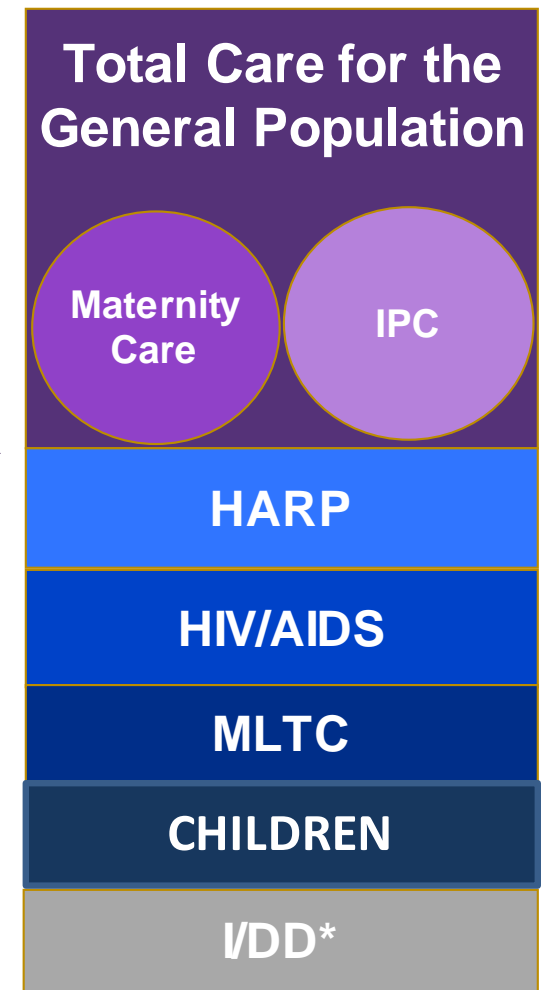 Total Care for the
General Population
Maternity
Care
IPC
HARP
HIV/AIDS
MLTC
CHILDREN
I/DD*